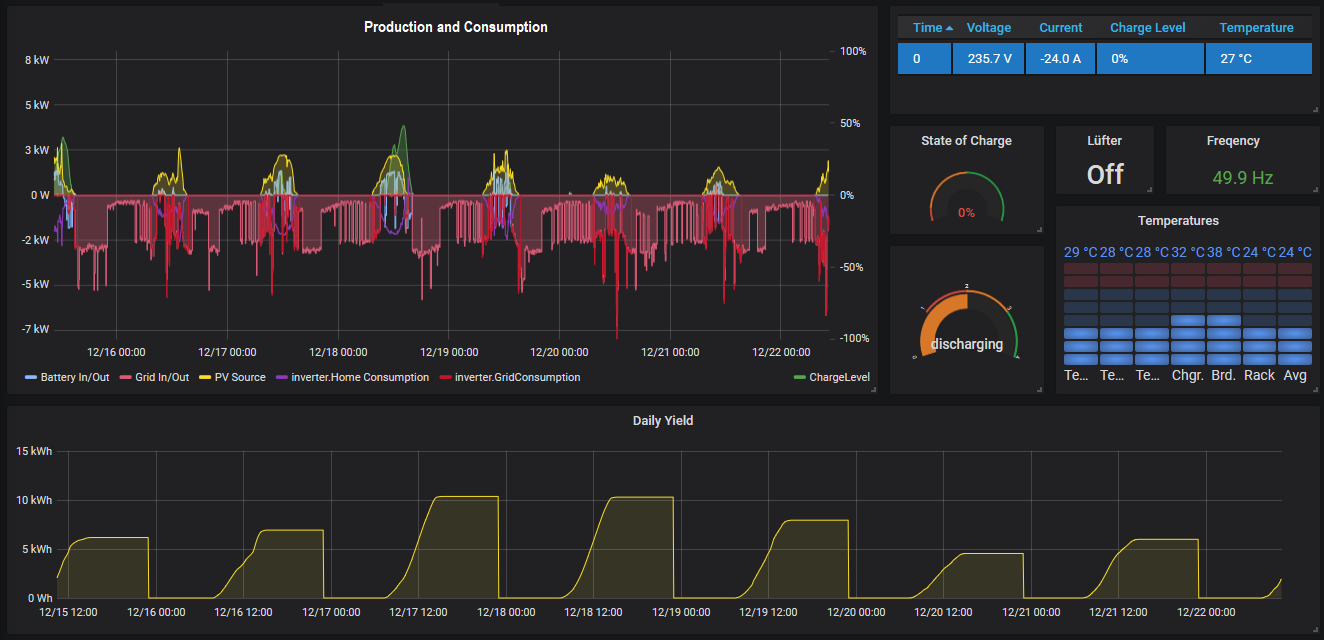 Production and Consumption
8 kW
5 kW
3 kW
0 W
-2 kW
-5 kW
-7 kW
100%
50%
0%
-50%
-100%
12/16 00:00 12/17 00:00 12/18 00:00 12/19 00:00 12/20 00:00 12/21 00:00 12/22 00:00
Battery In/Out Grid In/Out PV Source inverter.Home Consumption inverter.GridConsumption ChargeLevel
Time Voltage Current Charge Level Temperature
0 235.7 V -24.0 A 0% 27 °C
State of Charge
0%
Lüfter
Off
Freqency
49.9 Hz
0 1 2 3 4
discharging
Temperatures
29 °C 28 °C 28 °C 32 °C 38 °C 24 °C 24 °C
Te... Te... Te... Chgr. Brd. Rack Avg
Daily Yield
15 kWh
10 kWh
5 kWh
0 Wh
12/15 12:00 12/16 00:00 12/16 12:00 12/17 00:00 12/17 12:00 12/18 00:00 12/18 12:00 12/19 00:00 12/19 12:00 12/20 00:00 12/20 12:00 12/21 00:00 12/21 12:00 12/22 00:00